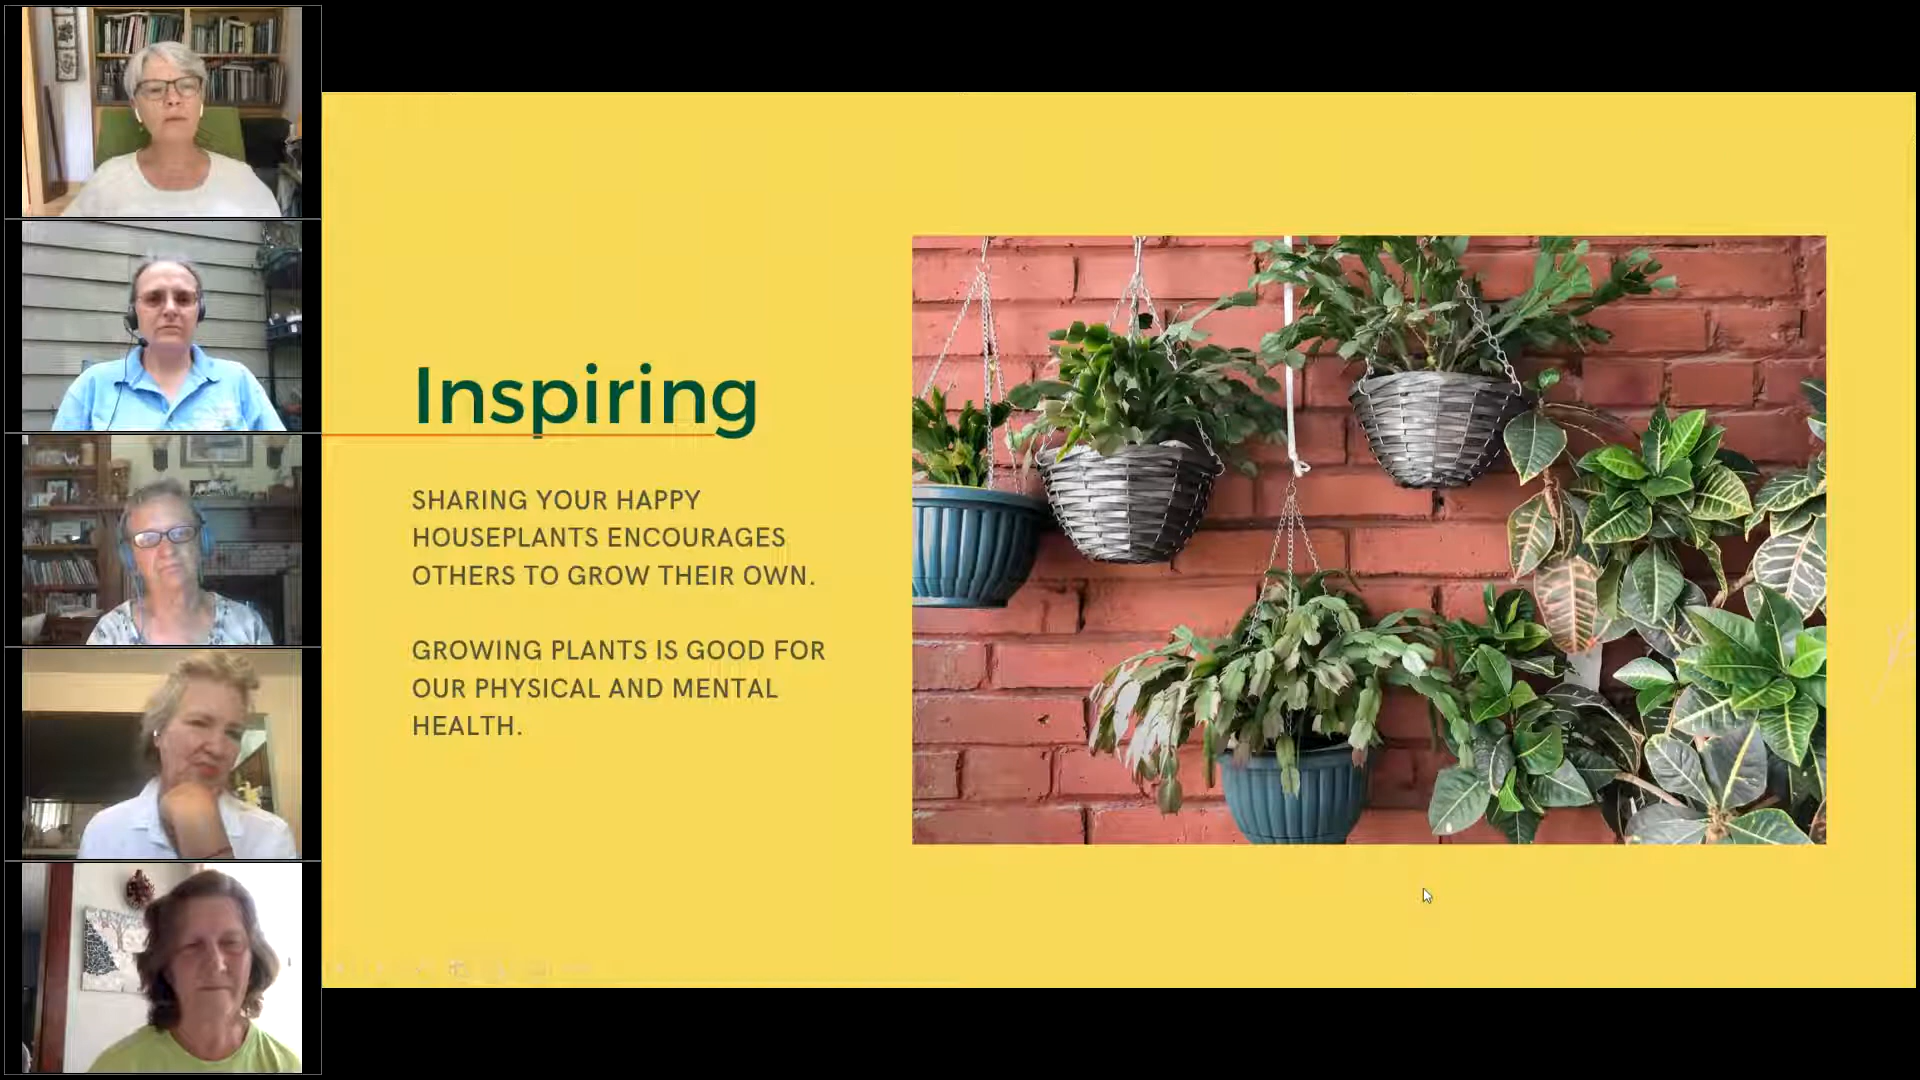 Inspiring
SHARING YOUR HAPPY
HOUSEPLANTS ENCOURAGES
OTHERS TO GROW THEIR OWN.
GROWING PLANTS IS GOOD FOR
OUR PHYSICAL AND MENTAL
HEALTH.